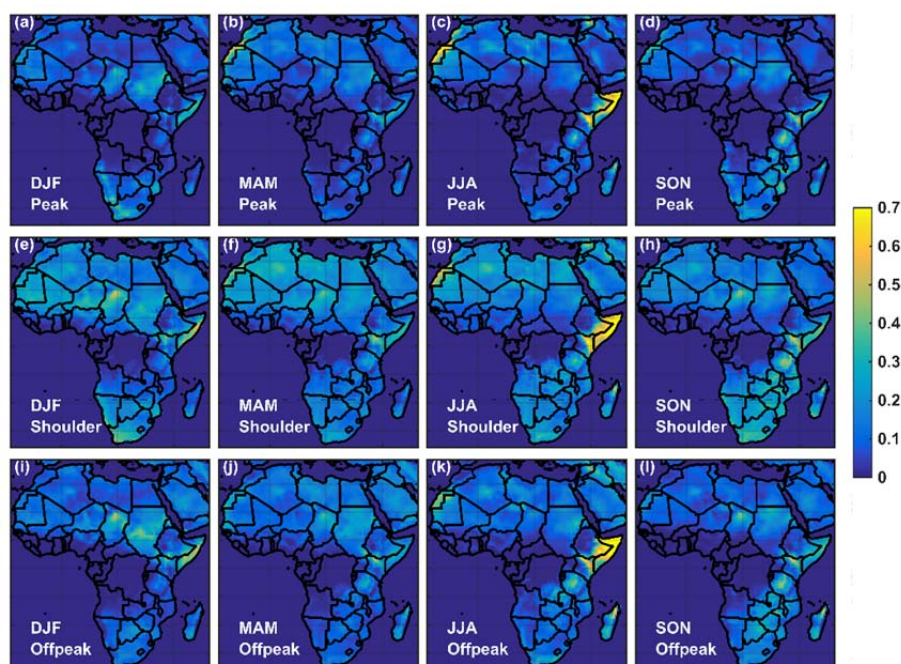 (a) (b) (c) (d)
DJF MAM JJA SON
Peak Peak Peak Peak
(e) (f) (g) (h)
0.7
0.6
0.5
0.4
0.3
0.2
0.1
0
DJF MAM JJA SON
Shoulder Shoulder Shoulder Shoulder
(i) (j) (k) (l)
DJF MAM JJA SON
Offpeak Offpeak Offpeak Offpeak